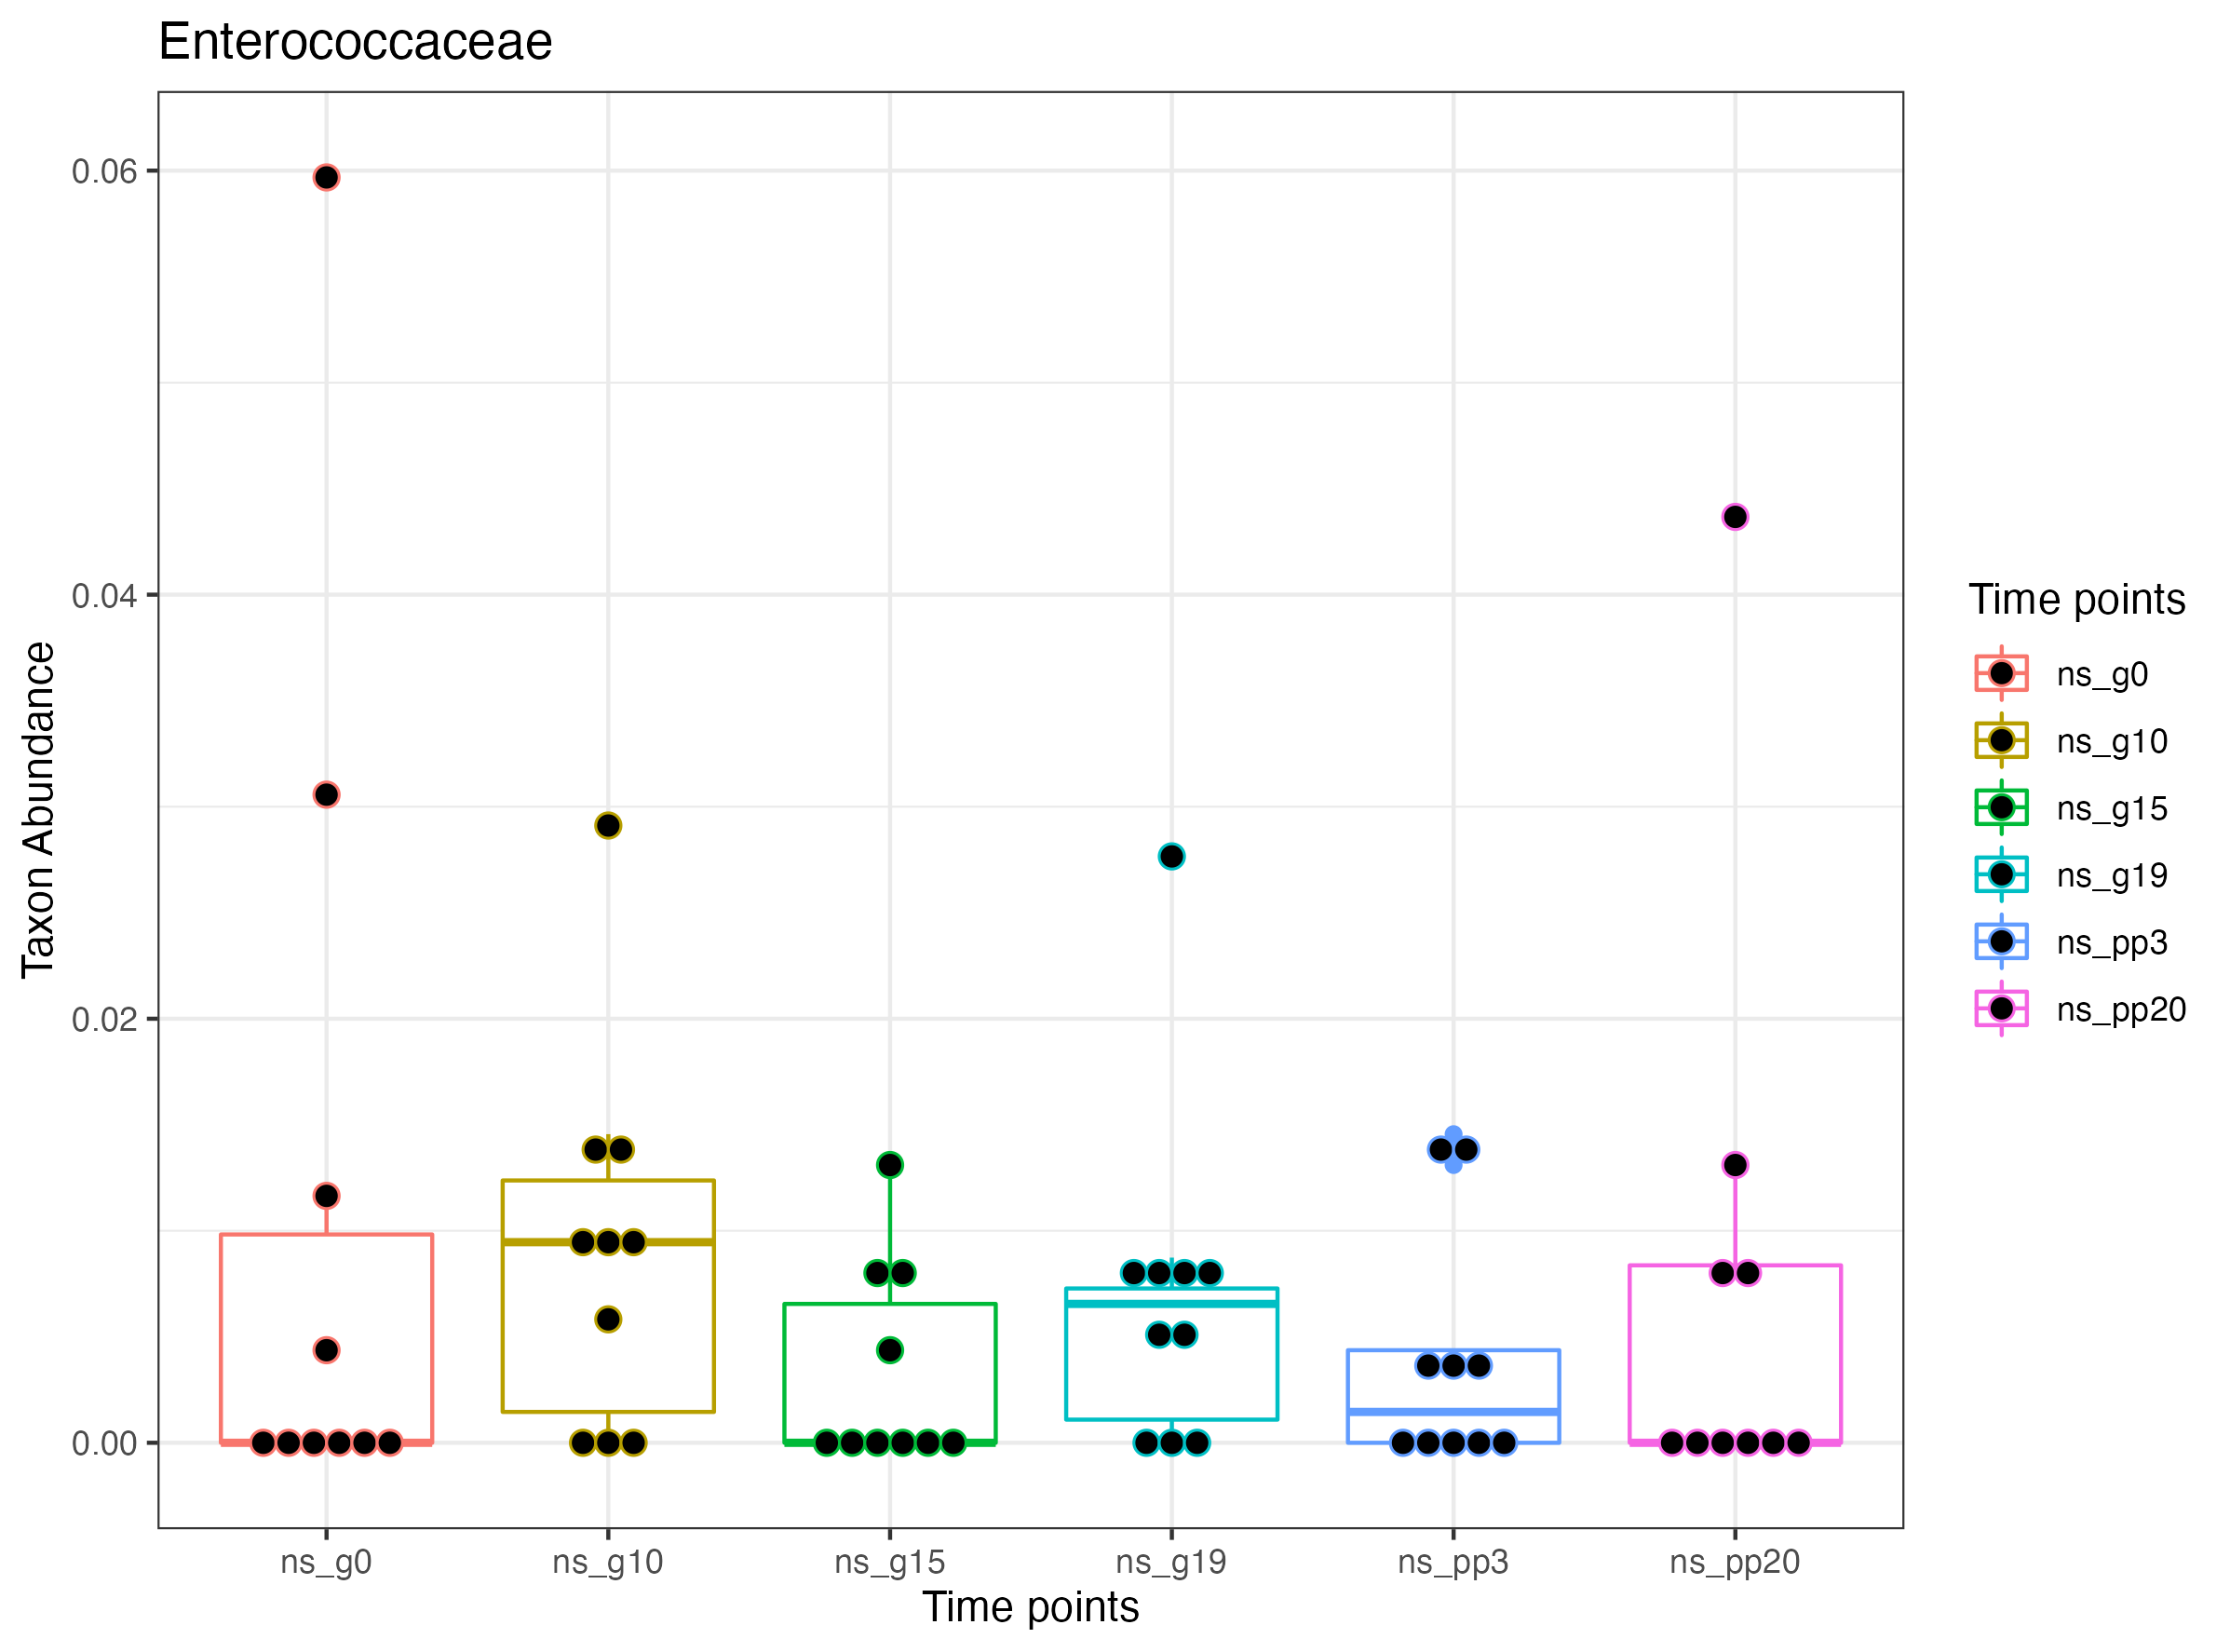 Enterococcaceae
Taxon Abundance
0.06
0.04
0.02
0.00
ns_g0
ns_g10
ns_g15
ns_g19
ns_pp3
ns_pp20
Time points
Time points
ns_g0
ns_g10
ns_g15
ns_g19
ns_pp3
ns_pp20